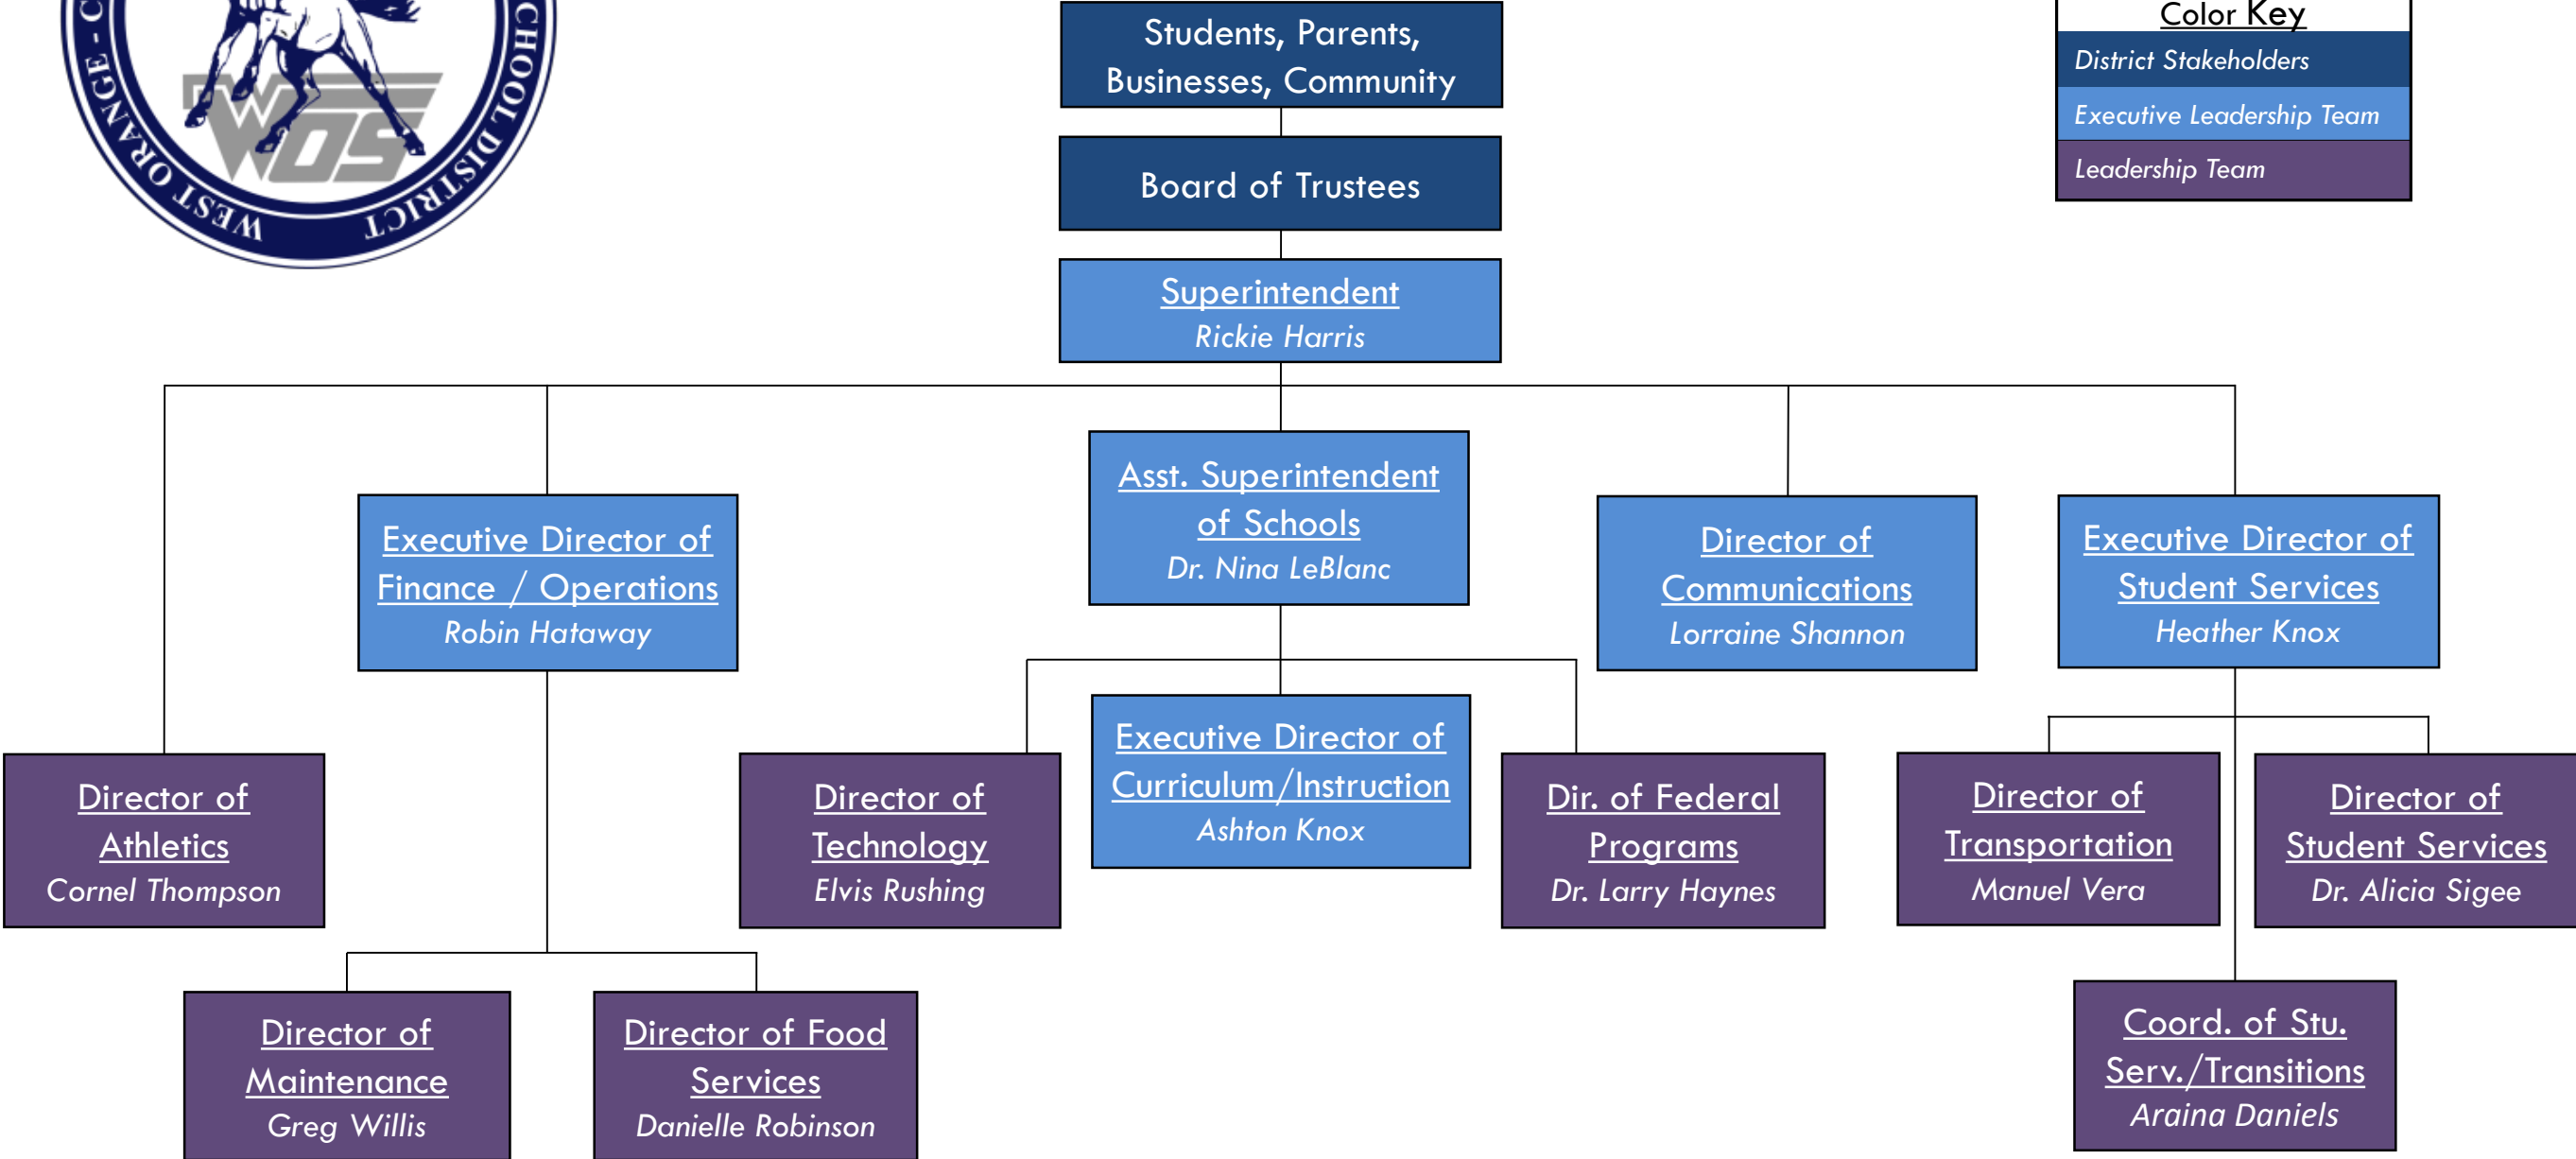 WEST ORANGE - C
CHOOL DISTRICT
WOS
Students, Parents,
Businesses, Community
Color Key
District Stakeholders
Executive Leadership Team
Leadership Team
Board of Trustees
Superintendent
Rickie Harris
Asst. Superintendent
of Schools
Dr. Nina LeBlanc
Executive Director of
Finance / Operations
Robin Hataway
Director of
Communications
Lorraine Shannon
Executive Director of
Student Services
Heather Knox
Director of
Athletics
Cornel Thompson
Director of
Technology
Elvis Rushing
Executive Director of
Curriculum/Instruction
Ashton Knox
Dir. of Federal
Programs
Dr. Larry Haynes
Director of
Transportation
Manuel Vera
Director of
Student Services
Dr. Alicia Sigee
Director of
Maintenance
Greg Willis
Director of Food
Services
Danielle Robinson
Coord. of Stu.
Serv./Transitions
Araina Daniels